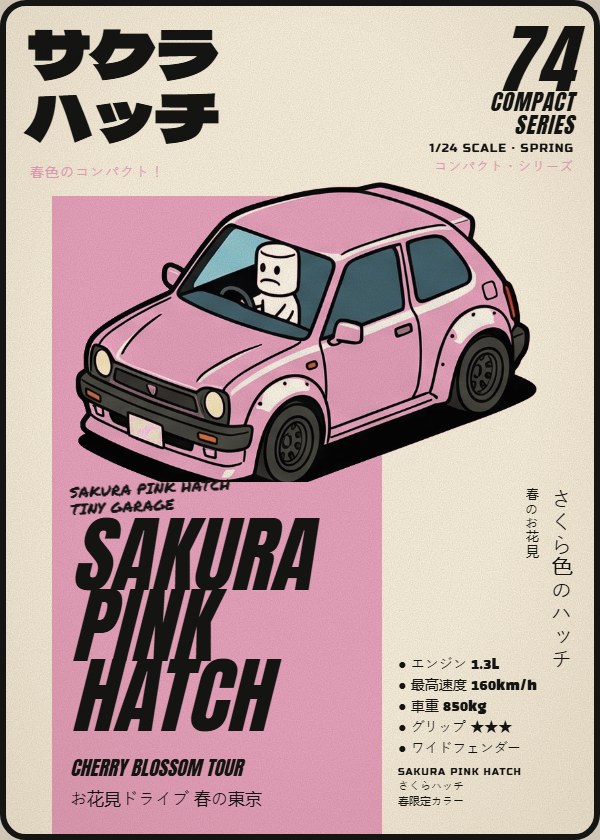 サクラ
ハッチ
春色のコンパクト！
74
COMPACT
SERIES
1/24 SCALE · SPRING
コンパクト・シリーズ
SAKURA PINK HATCH
TINY GARAGE
SAKURA
PINK
HATCH
CHERRY BLOSSOM TOUR
お花見ドライブ 春の東京
さくら色のハッチ
春のお花見
● エンジン 1.3L
● 最高速度 160km/h
● 車重 850kg
● グリップ ★★★
● ワイドフェンダー
SAKURA PINK HATCH
さくらハッチ
春限定カラー